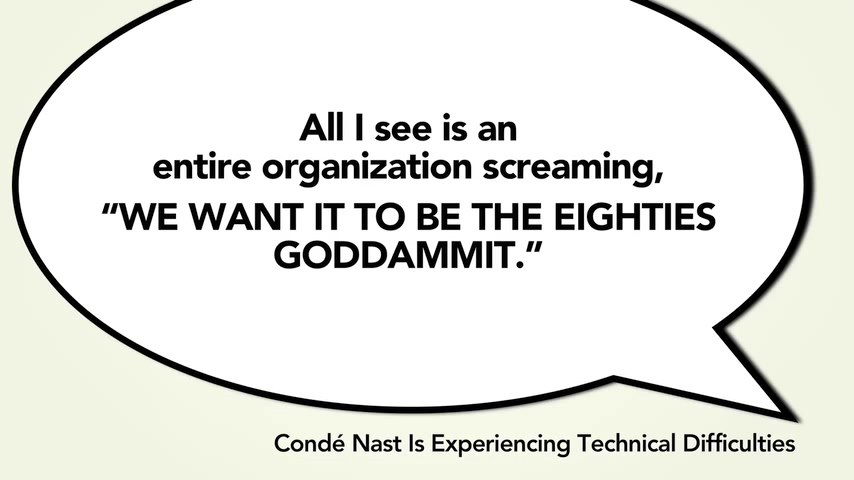 All I see is an
entire organization screaming,
“WE WANT IT TO BE THE EIGHTIES
GODDAMMIT.”
Condé Nast Is Experiencing Technical Difficulties